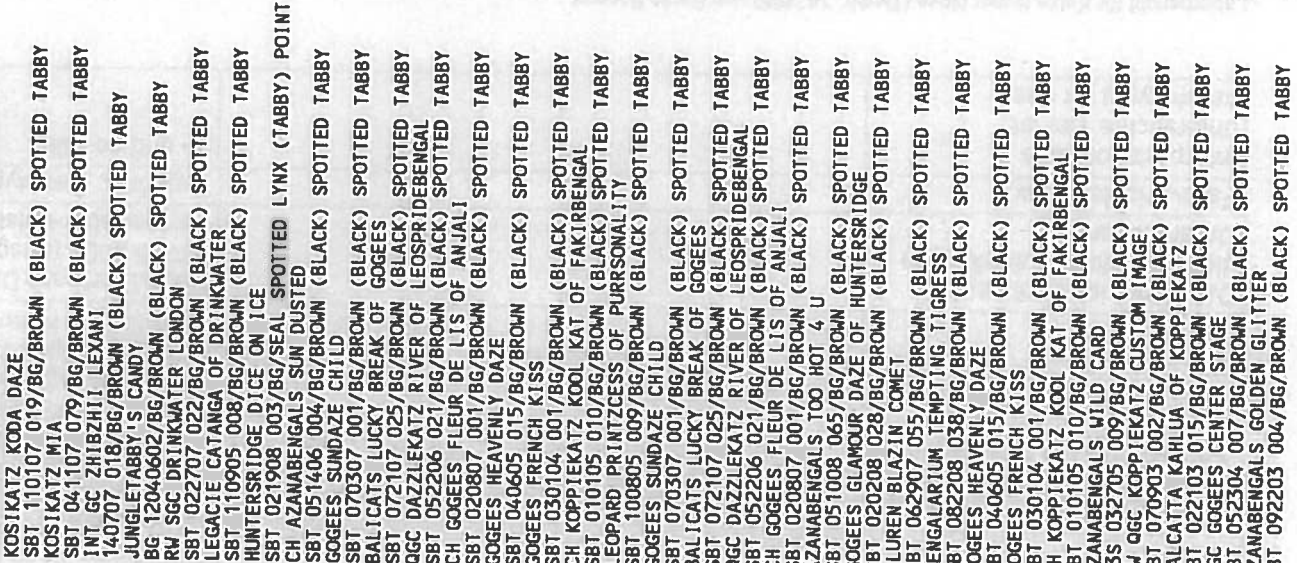 KOSIKATZ KODA DAZE
SBT 110107 019/BG/BROWN (BLACK) SPOTTED TABBY
KOSIKATZ MIA
SBT 041107 079/BG/BROWN (BLACK) SPOTTED TABBY
INT GC ZHIBZHII LEXANI
140707 018/BG/BROWN (BLACK) SPOTTED TABBY
JUNGLETABBY'S CANDY
BG 12040602/BG/BROWN (BLACK) SPOTTED TABBY
RW SGC DRINKWATER LONDON
SBT 022707 022/BG/BROWN (BLACK) SPOTTED TABBY
LEGACIE CATANGA OF DRINKWATER
SBT 110905 008/BG/BROWN (BLACK) SPOTTED TABBY
HUNTERSRIDGE DICE ON ICE
SBT 021908 003/BG/SEAL SPOTTED LYNX (TABBY) POINT
CH AZANABENGALS SUN DUSTED
SBT 051406 004/BG/BROWN (BLACK) SPOTTED TABBY
GOGEES SUNDAZE CHILD
SBT 070307 001/BG/BROWN (BLACK) SPOTTED TABBY
BALICATS LUCKY BREAK OF GOGEES
SBT 072107 025/BG/BROWN (BLACK) SPOTTED TABBY
QGC DAZZLEKATZ RIVER OF LEOSPRIDEBENGAL
SBT 052206 021/BG/BROWN (BLACK) SPOTTED TABBY
CH GOGEES FLEUR DE LIS OF ANJALI
SBT 020807 001/BG/BROWN (BLACK) SPOTTED TABBY
GOGEES HEAVENLY DAZE
SBT 040605 015/BG/BROWN (BLACK) SPOTTED TABBY
GOGEES FRENCH KISS
SBT 030104 001/BG/BROWN (BLACK) SPOTTED TABBY
CH KOPPIEKATZ KOOL KAT OF FAKIRBENGAL
SBT 010105 010/BG/BROWN (BLACK) SPOTTED TABBY
LEOPARD PRINTZCESS OF PURRSONALITY
SBT 100805 009/BG/BROWN (BLACK) SPOTTED TABBY
GOGEES SUNDAZE CHILD
SBT 070307 001/BG/BROWN (BLACK) SPOTTED TABBY
BALICATS LUCKY BREAK OF GOGEES
SBT 072107 025/BG/BROWN (BLACK) SPOTTED TABBY
QGC DAZZLEKATZ RIVER OF LEOSPRIDEBENGAL
SBT 052206 021/BG/BROWN (BLACK) SPOTTED TABBY
CH GOGEES FLEUR DE LIS OF ANJALI
SBT 020807 001/BG/BROWN (BLACK) SPOTTED TABBY
ZANABENGALS TOO HOT 4 U
SBT 051008 065/BG/BROWN (BLACK) SPOTTED TABBY
OGEES GLAMOUR DAZE OF HUNTERSRIDGE
BT 020208 028/BG/BROWN (BLACK) SPOTTED TABBY
LUREN BLAZIN COMET
BT 062907 055/BG/BROWN (BLACK) SPOTTED TABBY
ENGALARIUM TEMPTING TIGRESS
BT 082208 038/BG/BROWN (BLACK) SPOTTED TABBY
OGEES HEAVENLY DAZE
BT 040605 015/BG/BROWN (BLACK) SPOTTED TABBY
OGEES FRENCH KISS
BT 030104 001/BG/BROWN (BLACK) SPOTTED TABBY
H KOPPIEKATZ KOOL KAT OF FAKIRBENGAL
BT 010105 010/BG/BROWN (BLACK) SPOTTED TABBY
ZANABENGALS WILD CARD
3S 032705 009/BG/BROWN (BLACK) SPOTTED TABBY
W QGC KOPPIEKATZ CUSTOM IMAGE
BT 070903 002/BG/BROWN (BLACK) SPOTTED TABBY
ALCATTA KAHLUA OF KOPPIEKATZ
BT 022103 015/BG/BROWN (BLACK) SPOTTED TABBY
GC GOGEES CENTER STAGE
BT 052304 007/BG/BROWN (BLACK) SPOTTED TABBY
ZANABENGALS GOLDEN GLITTER
BT 092203 004/BG/BROWN (BLACK) SPOTTED TABBY